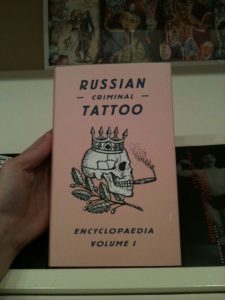 RUSSIAN
— CRIMINAL —
TATTOO
ENCYCLOPAEDIA
VOLUME I